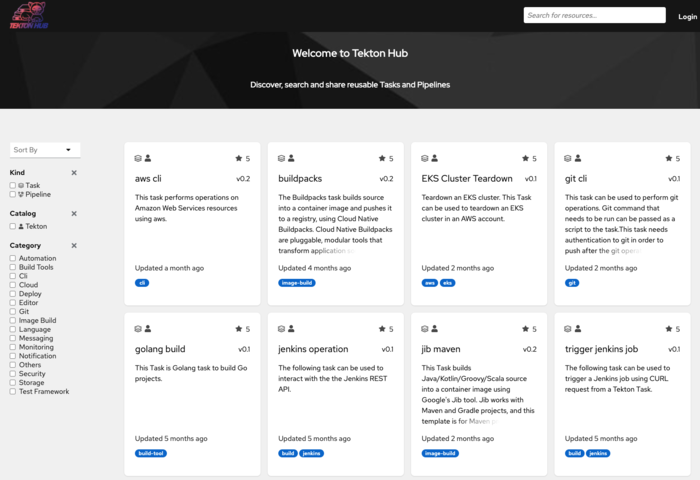 TEKTON HUB
Search for resources...
Login
Welcome to Tekton Hub
Discover, search and share reusable Tasks and Pipelines
Sort By
Kind
Task
Pipeline
Catalog
Tekton
Category
Automation
Build Tools
Cli
Cloud
Deploy
Editor
Git
Image Build
Language
Messaging
Monitoring
Notification
Others
Security
Storage
Test Framework
5
aws cli v0.2
This task performs operations on
Amazon Web Services resources
using aws.
Updated a month ago
cli
5
buildpacks v0.2
The Buildpacks task builds source
into a container image and pushes it
to a registry, using Cloud Native
Buildpacks. Cloud Native Buildpacks
are pluggable, modular tools that
transform application
Updated 4 months ago
image-build
5
EKS Cluster Teardown v0.1
Teardown an EKS cluster. This Task
can be used to teardown an EKS
cluster in an AWS account.
Updated 2 months ago
aws eks
5
git cli v0.1
This task can be used to perform git
operations. Git command that
needs to be run can be passed as a
script to the task.This task needs
authentication to git in order to
push after the git
Updated 2 months ago
git
5
golang build v0.1
This Task is Golang task to build Go
projects.
Updated 5 months ago
build-tool
5
jenkins operation v0.1
The following task can be used to
interact with the the Jenkins REST
API.
Updated 5 months ago
build jenkins
5
jib maven v0.2
This Task builds
Java/Kotlin/Groovy/Scala source
into a container image using
Google's Jib tool. Jib works with
Maven and Gradle projects, and this
template is for Maven
Updated 2 months ago
image-build
5
trigger jenkins job v0.1
The following task can be used to
trigger a Jenkins job using CURL
request from a Tekton Task.
Updated 5 months ago
build jenkins